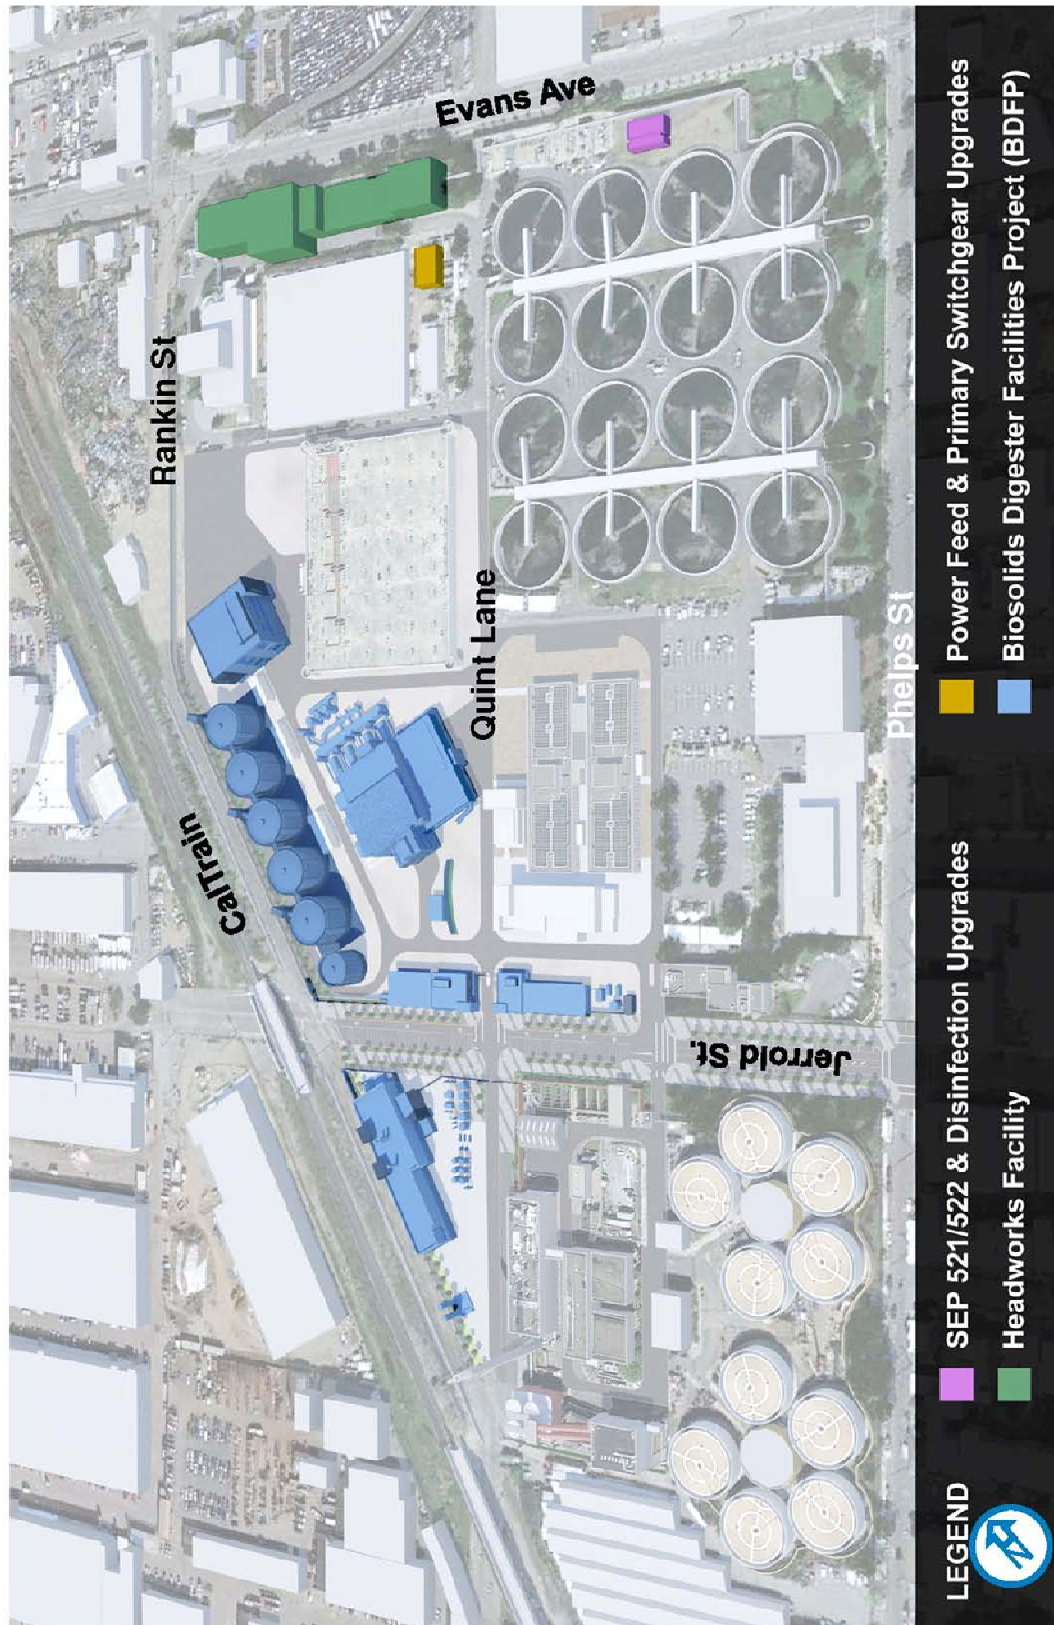 Evans Ave
Rankin St
Quint Lane
CalTrain
Phelps St
Jerrold St.
LEGEND
SEP 521/522 & Disinfection Upgrades
Headworks Facility
Power Feed & Primary Switchgear Upgrades
Biosolids Digester Facilities Project (BDFP)
N